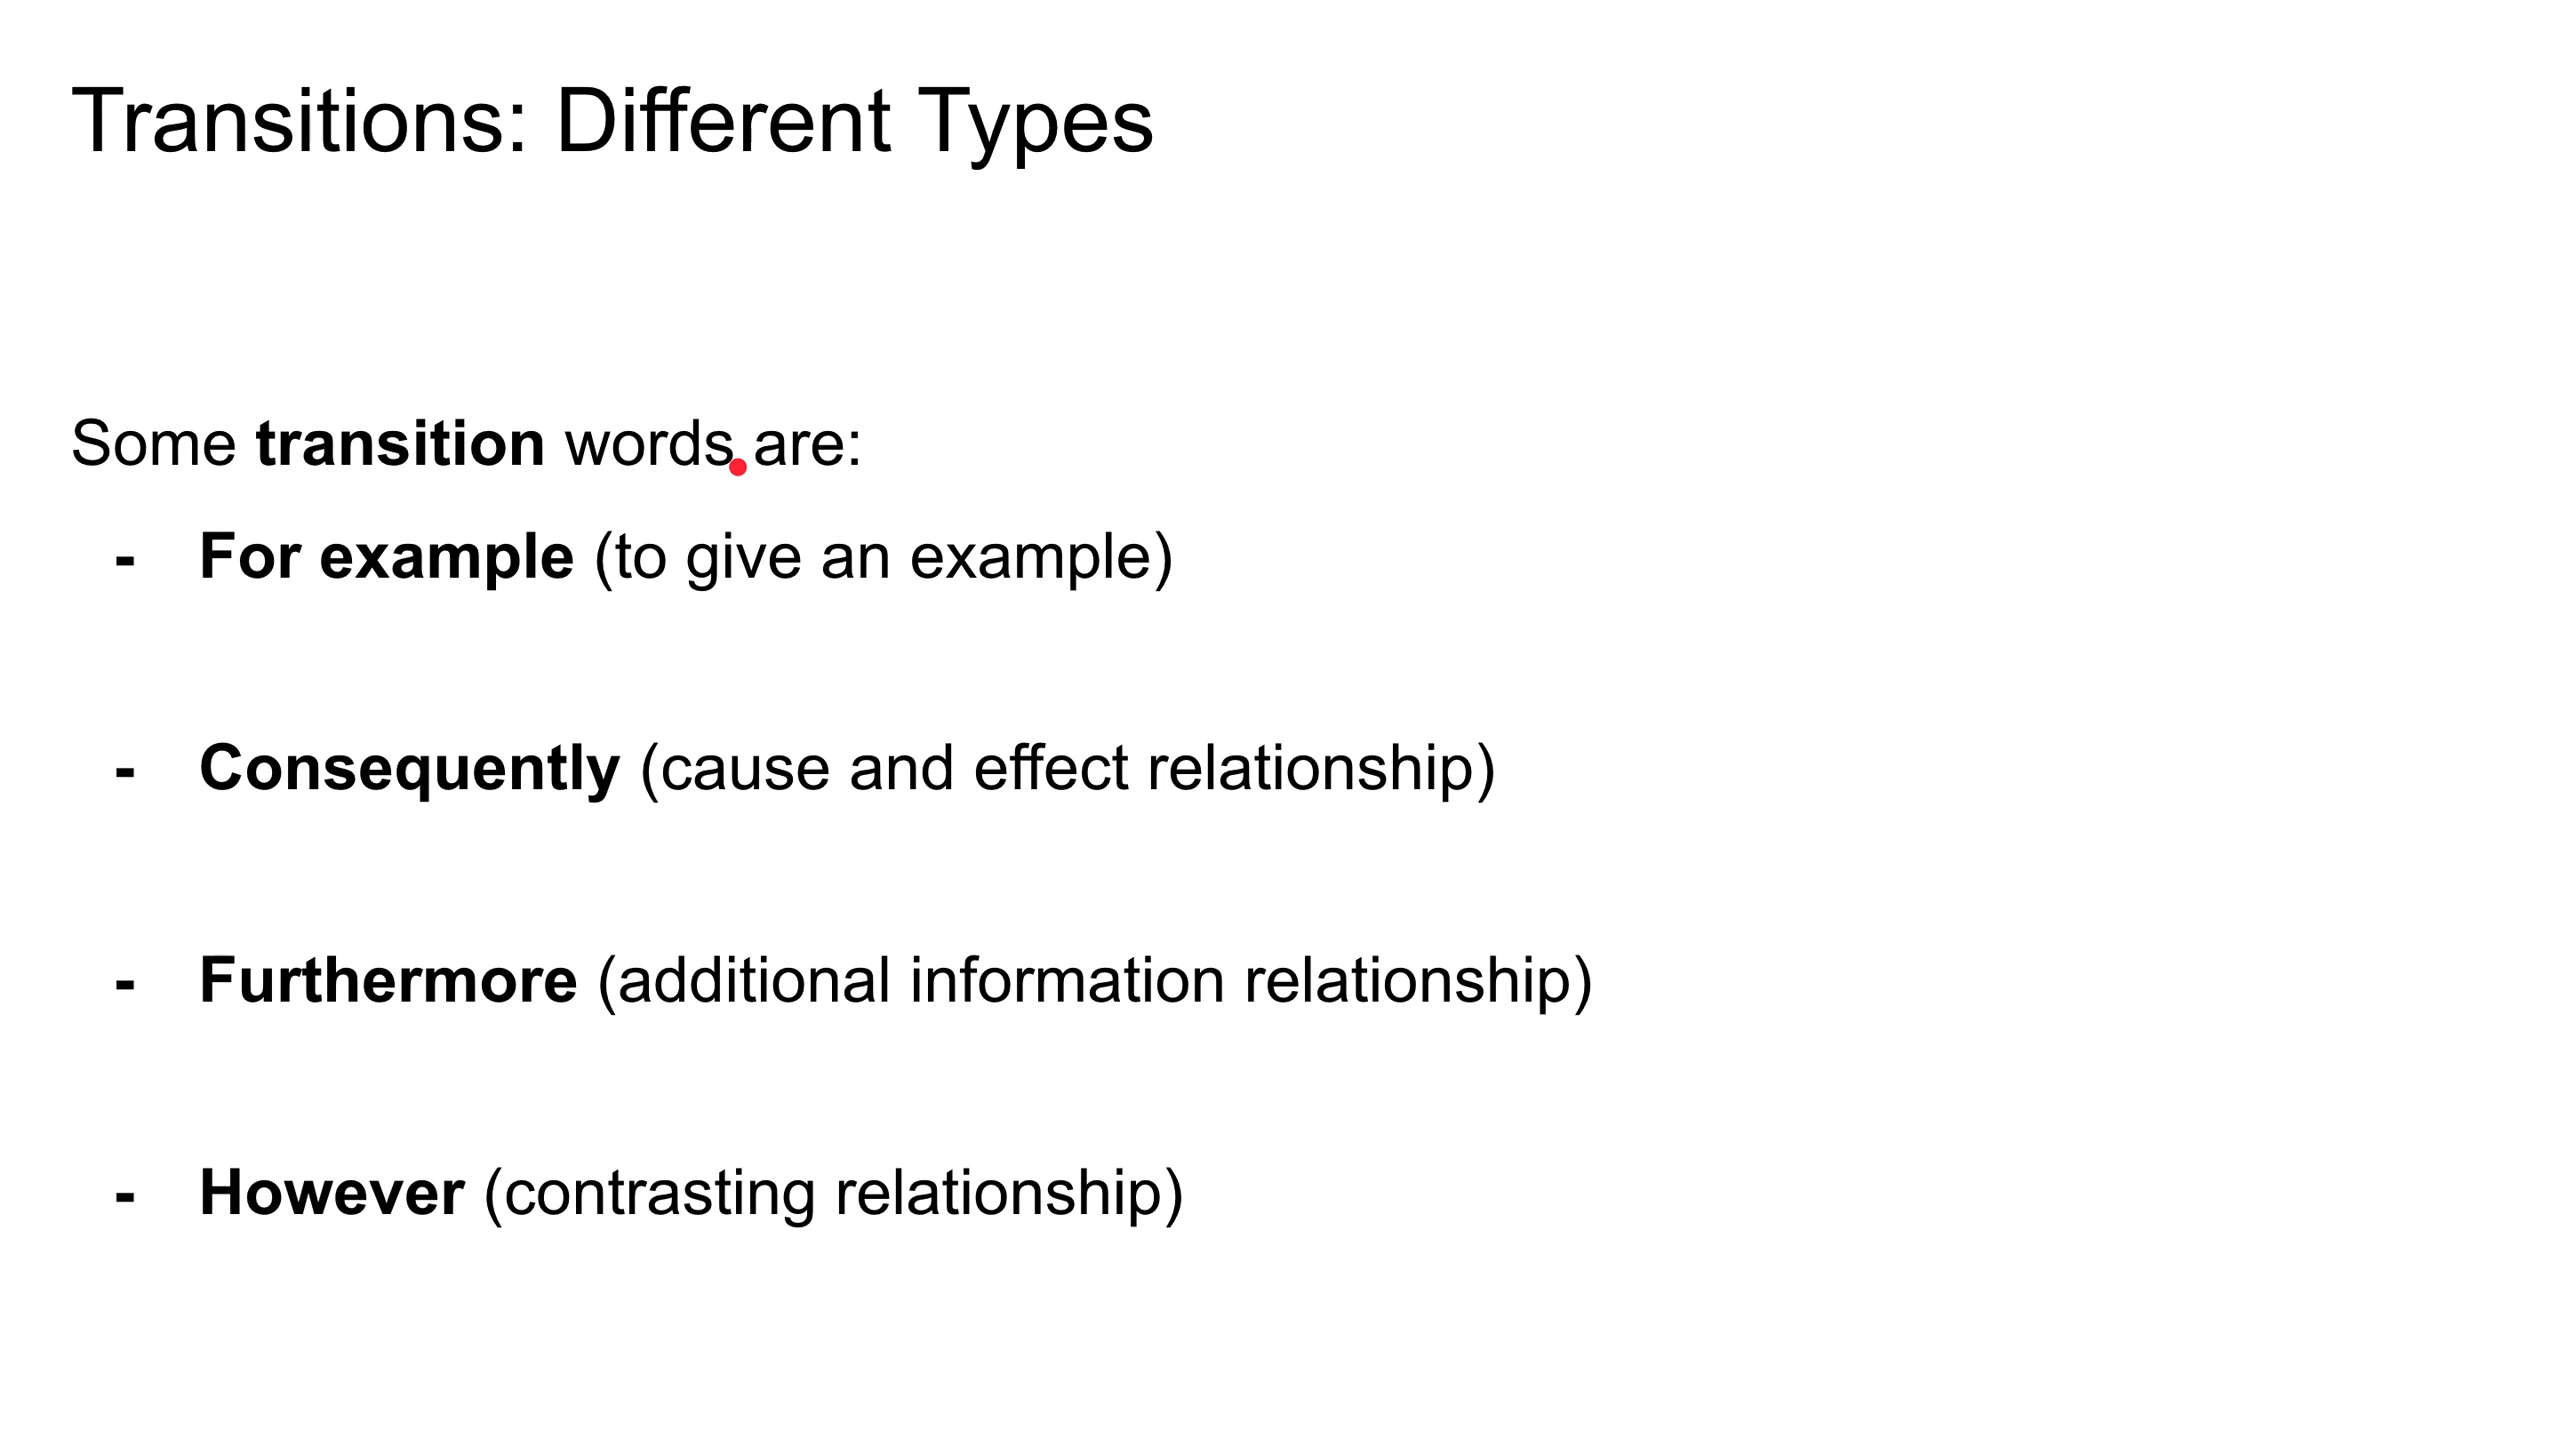 Transitions: Different Types
Some transition words are:
- For example (to give an example)
- Consequently (cause and effect relationship)
- Furthermore (additional information relationship)
- However (contrasting relationship)